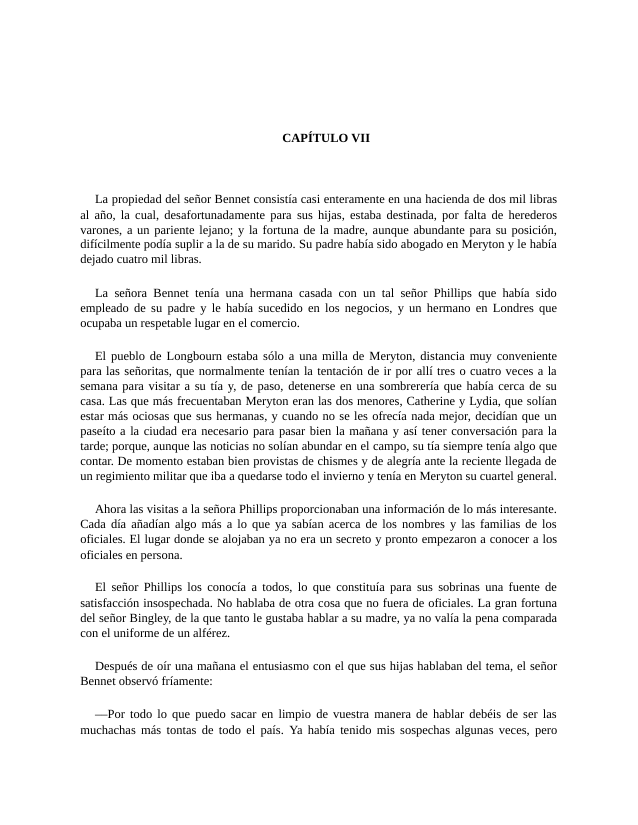 CAPÍTULO VII
La propiedad del señor Bennet consistía casi enteramente en una hacienda de dos mil libras
al año, la cual, desafortunadamente para sus hijas, estaba destinada, por falta de herederos
varones, a un pariente lejano; y la fortuna de la madre, aunque abundante para su posición,
difícilmente podía suplir a la de su marido. Su padre había sido abogado en Meryton y le había
dejado cuatro mil libras.
La señora Bennet tenía una hermana casada con un tal señor Phillips que había sido
empleado de su padre y le había sucedido en los negocios, y un hermano en Londres que
ocupaba un respetable lugar en el comercio.
El pueblo de Longbourn estaba sólo a una milla de Meryton, distancia muy conveniente
para las señoritas, que normalmente tenían la tentación de ir por allí tres o cuatro veces a la
semana para visitar a su tía y, de paso, detenerse en una sombrerería que había cerca de su
casa. Las que más frecuentaban Meryton eran las dos menores, Catherine y Lydia, que solían
estar más ociosas que sus hermanas, y cuando no se les ofrecía nada mejor, decidían que un
paseíto a la ciudad era necesario para pasar bien la mañana y así tener conversación para la
tarde; porque, aunque las noticias no solían abundar en el campo, su tía siempre tenía algo que
contar. De momento estaban bien provistas de chismes y de alegría ante la reciente llegada de
un regimiento militar que iba a quedarse todo el invierno y tenía en Meryton su cuartel general.
Ahora las visitas a la señora Phillips proporcionaban una información de lo más interesante.
Cada día añadían algo más a lo que ya sabían acerca de los nombres y las familias de los
oficiales. El lugar donde se alojaban ya no era un secreto y pronto empezaron a conocer a los
oficiales en persona.
El señor Phillips los conocía a todos, lo que constituía para sus sobrinas una fuente de
satisfacción insospechada. No hablaba de otra cosa que no fuera de oficiales. La gran fortuna
del señor Bingley, de la que tanto le gustaba hablar a su madre, ya no valía la pena comparada
con el uniforme de un alférez.
Después de oír una mañana el entusiasmo con el que sus hijas hablaban del tema, el señor
Bennet observó fríamente:
—Por todo lo que puedo sacar en limpio de vuestra manera de hablar debéis de ser las
muchachas más tontas de todo el país. Ya había tenido mis sospechas algunas veces, pero